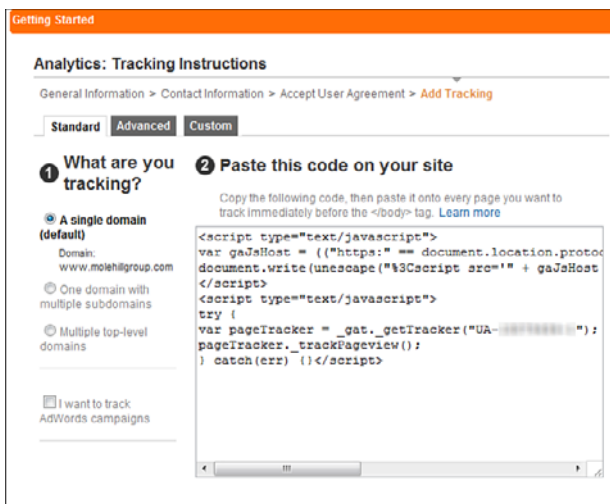 Getting Started
Analytics: Tracking Instructions
General Information > Contact Information > Accept User Agreement > Add Tracking
Standard Advanced Custom
1 What are you
tracking?
A single domain
(default)
Domain:
www.molehillgroup.com
One domain with
multiple subdomains
Multiple top-level
domains
I want to track
AdWords campaigns
2 Paste this code on your site
Copy the following code, then paste it onto every page you want to
track immediately before the </body> tag. Learn more
<script type="text/javascript">
var gaJsHost = (("https:" == document.location.protoc
document.write(unescape("%3Cscript src='" + gaJsHost
</script>
<script type="text/javascript">
try {
var pageTracker = _gat._getTracker("UA- ");
pageTracker._trackPageview();
} catch(err) {}</script>